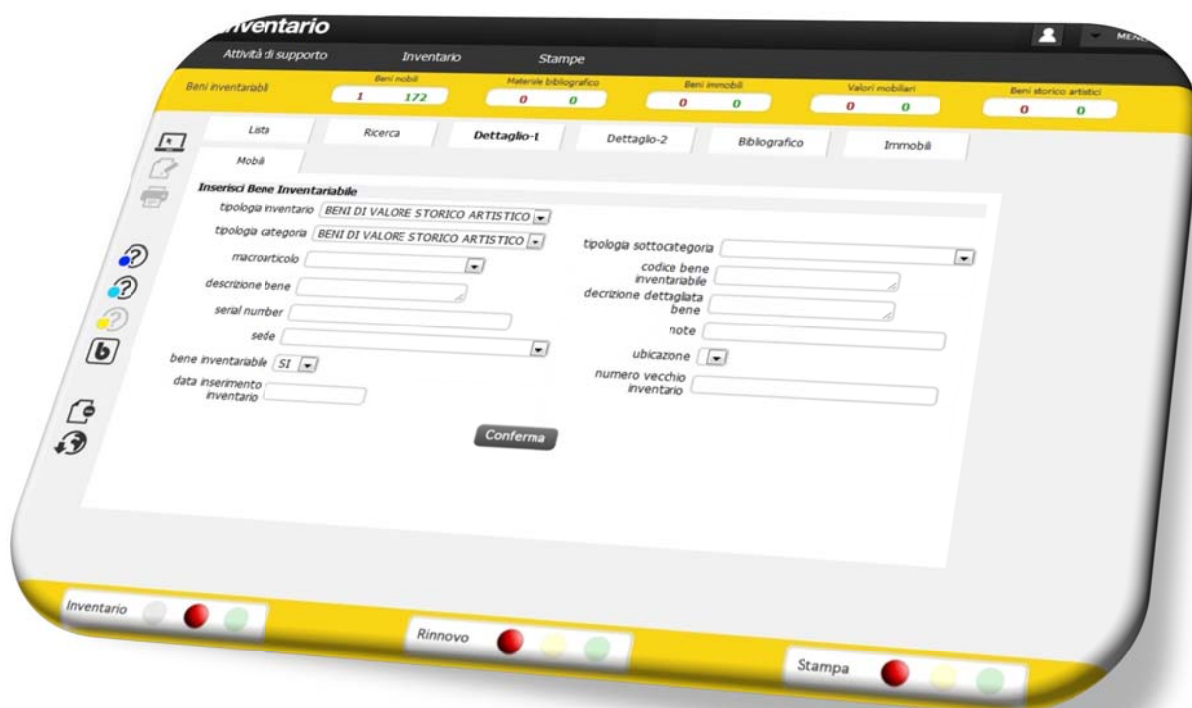 Inventario
MENU
Attività di supporto Inventario Stampe
Beni inventariabli
Beni nobili
1 172
Materiale bibliografico
0 0
Beni immobili
0 0
Valori mobiliari
0 0
Beni storico artistici
0 0
Lista Ricerca Dettaglio-1 Dettaglio-2 Bibliografico Immobili
Mobili
Inserisci Bene Inventariabile
tipologia inventario BENI DI VALORE STORICO ARTISTICO
tipologia categoria BENI DI VALORE STORICO ARTISTICO tipologia sottocategoria
macroarticolo codice bene
inventariabile
descrizione bene decrizione dettagliata
bene
serial number note
sede ubicazone
bene inventariabile SI numero vecchio
inventario
data inserimento
inventario
Conferma
b
Inventario Rinnovo Stampa